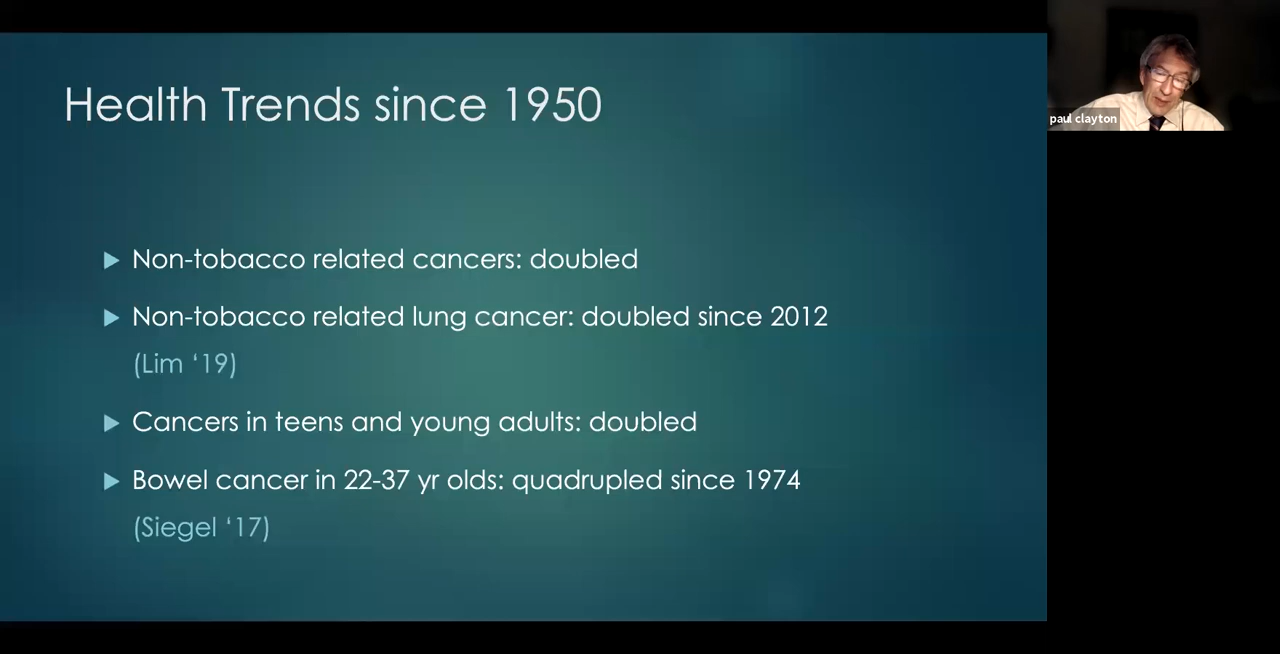 Health Trends since 1950
paul clayton
Non-tobacco related cancers: doubled
Non-tobacco related lung cancer: doubled since 2012
(Lim ‘19)
Cancers in teens and young adults: doubled
Bowel cancer in 22-37 yr olds: quadrupled since 1974
(Siegel ‘17)